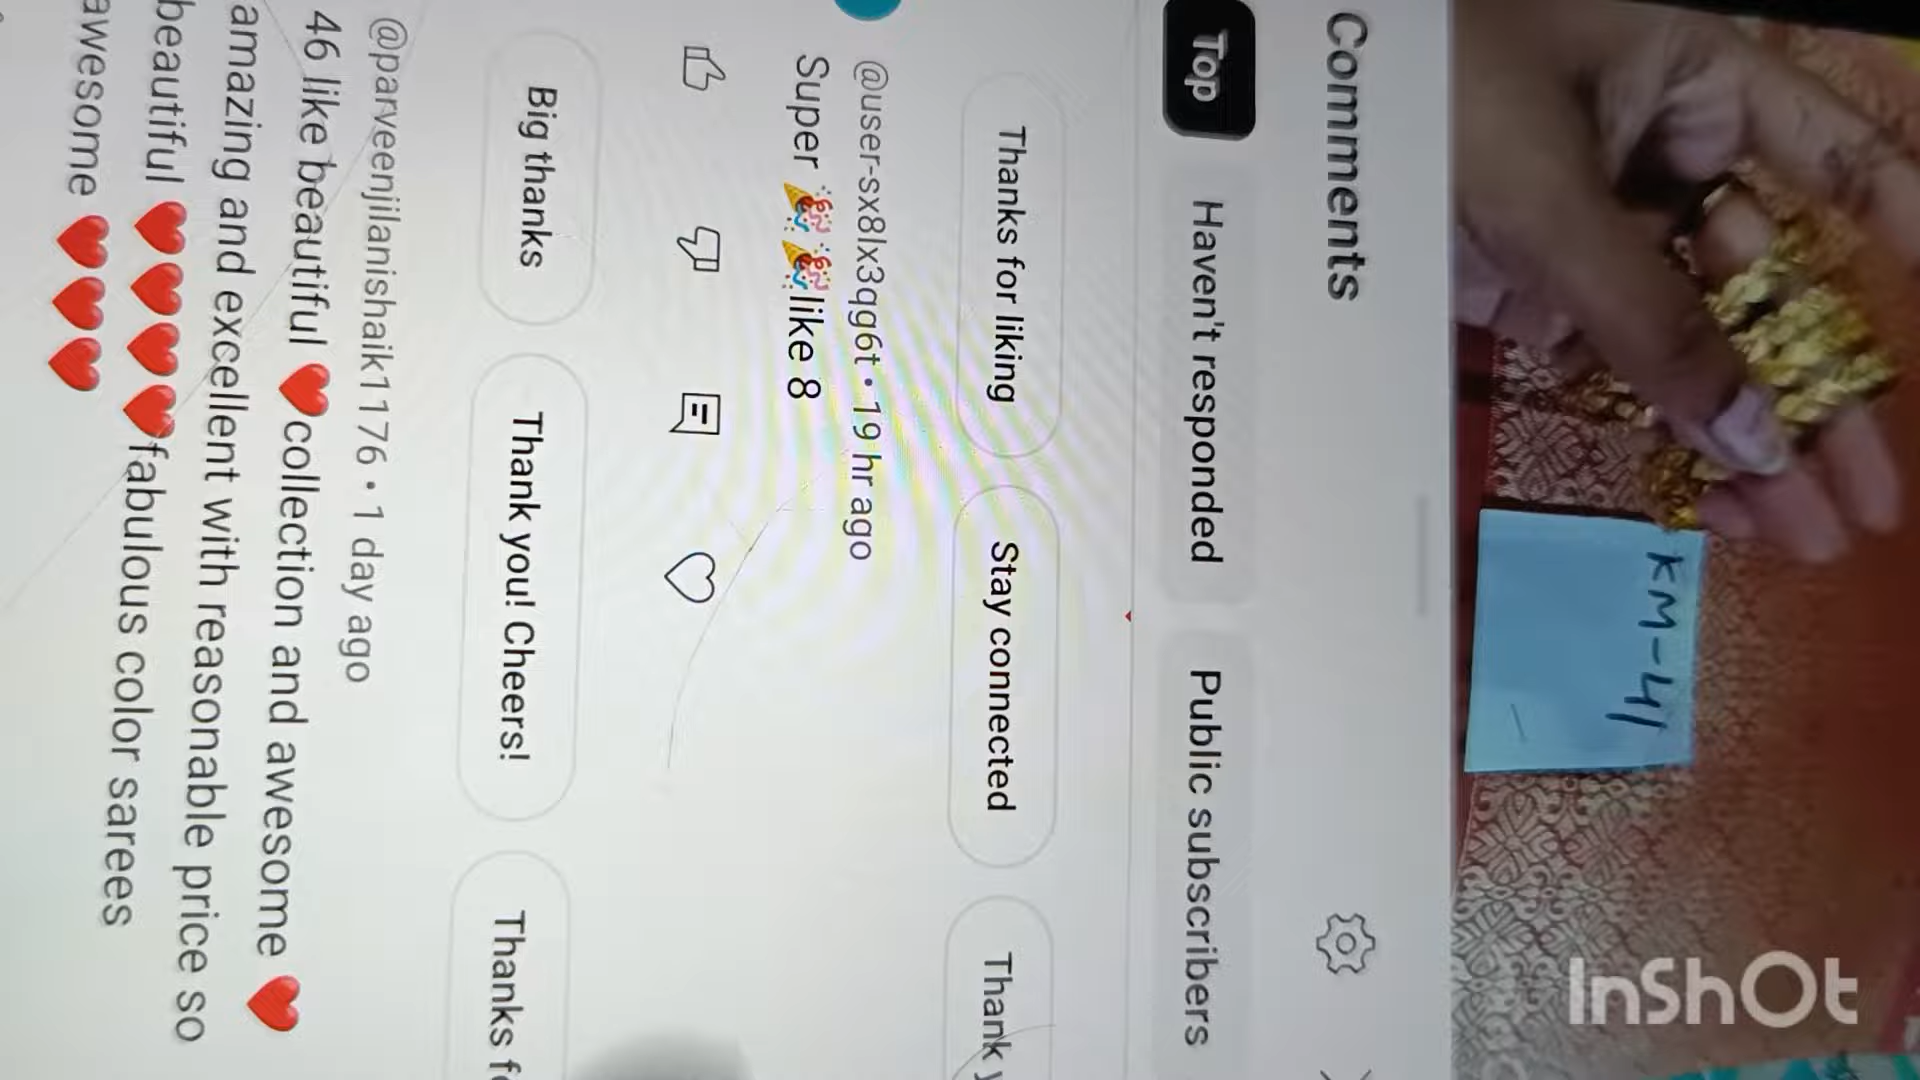 KM-41
Comments
Top Haven't responded Public subscribers
Thanks for liking Stay connected Thank
@user-sx8lx3qg6t • 19 hr ago
Super 🎉🎉like 8
Big thanks Thank you! Cheers! Thanks
@parveenjilanishaik1176 • 1 day ago
46 like beautiful ❤️collection and awesome ❤️
amazing and excellent with reasonable price so
beautiful ❤️❤️❤️❤️fabulous color sarees
awesome ❤️❤️❤️
InShOt